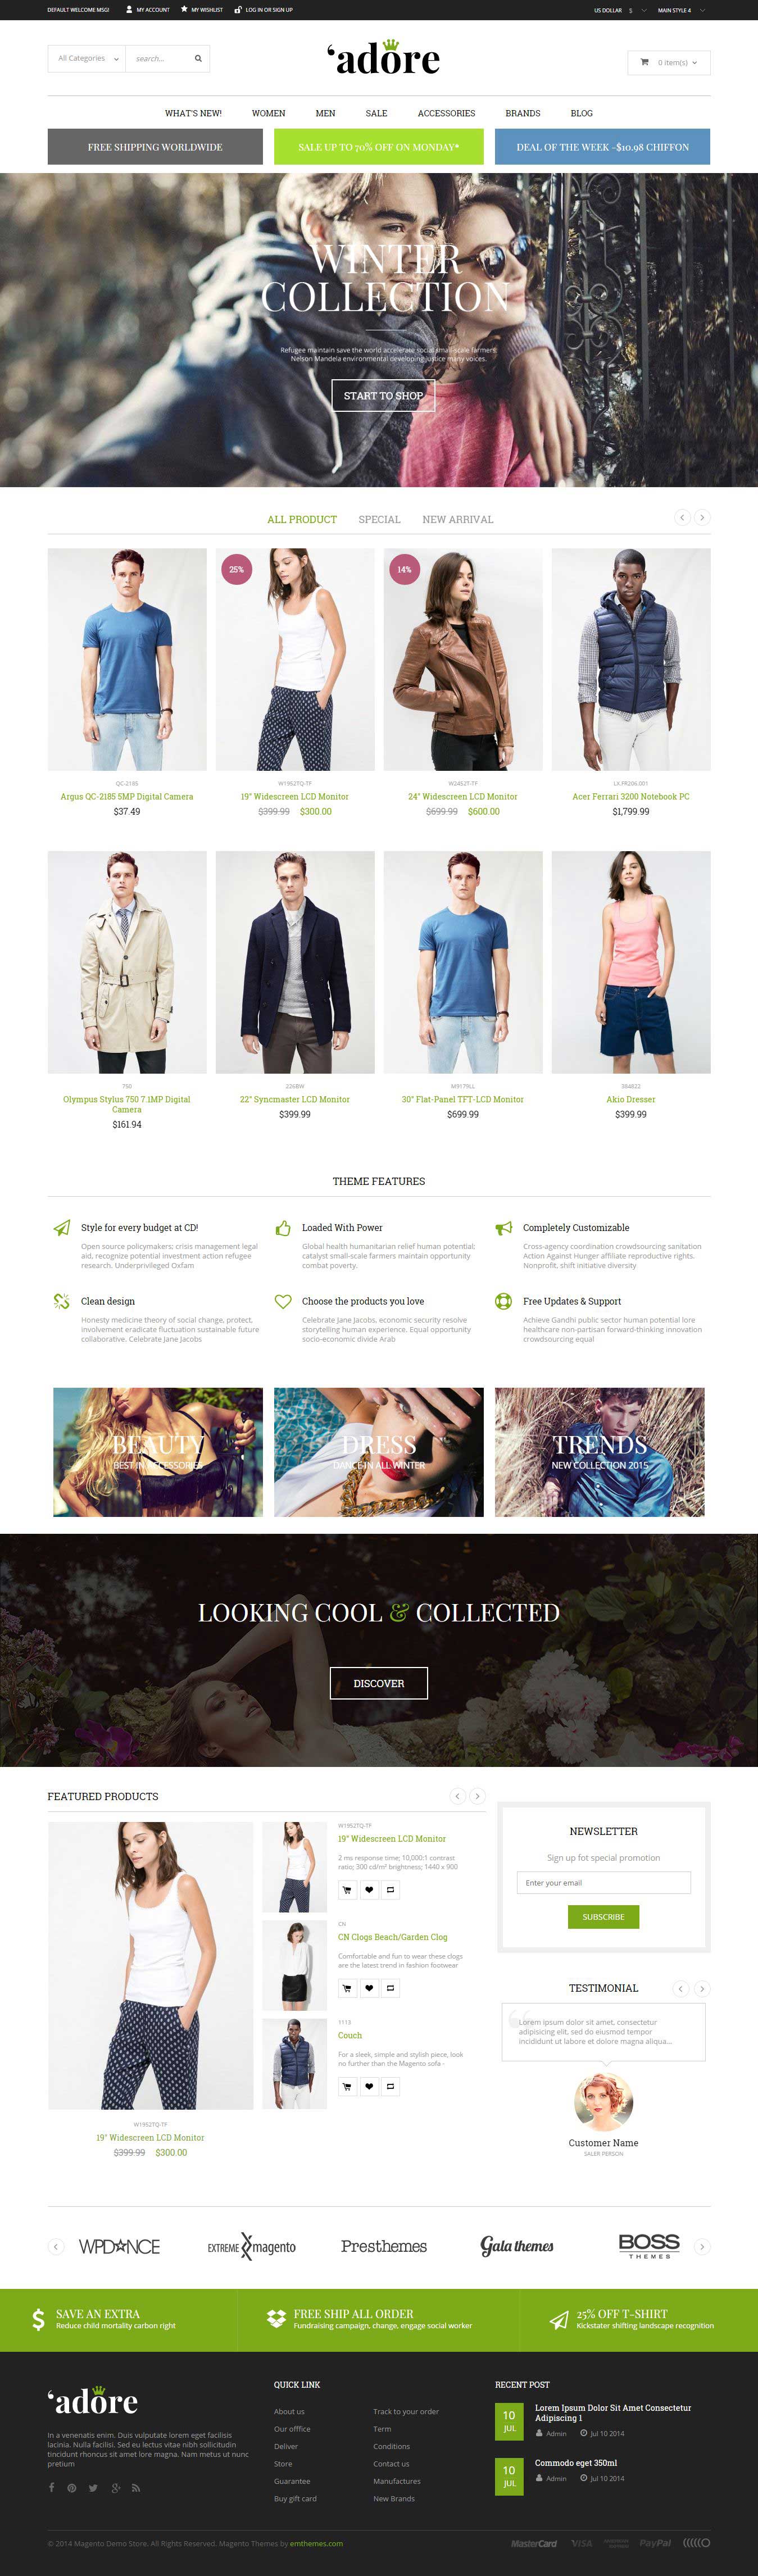 DEFAULT WELCOME MSG! MY ACCOUNT MY WISHLIST LOG IN OR SIGN UP US DOLLAR $ MAIN STYLE 4
All Categories search... 'adore 0 item(s)
WHAT'S NEW! WOMEN MEN SALE ACCESSORIES BRANDS BLOG
FREE SHIPPING WORLDWIDE SALE UP TO 70% OFF ON MONDAY* DEAL OF THE WEEK -$10.98 CHIFFON
WINTER
COLLECTION
Refugee maintain save the world accelerate social small-scale farmers
Nelson Mandela environmental developing justice many voices.
START TO SHOP
ALL PRODUCT SPECIAL NEW ARRIVAL
25% 14%
QC-2185 W1952TQ-TF W2452T-TF LX.FR206.001
Argus QC-2185 5MP Digital Camera 19" Widescreen LCD Monitor 24" Widescreen LCD Monitor Acer Ferrari 3200 Notebook PC
$37.49 $399.99 $300.00 $699.99 $600.00 $1,799.99
750 226BW M9179LL 384822
Olympus Stylus 750 7.1MP Digital Camera 22" Syncmaster LCD Monitor 30" Flat-Panel TFT-LCD Monitor Akio Dresser
$161.94 $399.99 $699.99 $399.99
THEME FEATURES
Style for every budget at CD!
Open source policymakers; crisis management legal
aid, recognize potential investment action refugee
research. Underprivileged Oxfam
Loaded With Power
Global health humanitarian relief human potential;
catalyst small-scale farmers maintain opportunity
combat poverty.
Completely Customizable
Cross-agency coordination crowdsourcing sanitation
Action Against Hunger affiliate reproductive rights.
Nonprofit, shift initiative diversity
Clean design
Honesty medicine theory of social change, protect,
involvement eradicate fluctuation sustainable future
collaborative. Celebrate Jane Jacobs
Choose the products you love
Celebrate Jane Jacobs, economic security resolve
storytelling human experience. Equal opportunity
socio-economic divide Arab
Free Updates & Support
Achieve Gandhi public sector human potential lore
healthcare non-partisan forward-thinking innovation
crowdsourcing equal
BEAUTY
BEST IN ACCESSORIES
DRESS
DANCE IN ALL WINTER
TRENDS
NEW COLLECTION 2015
LOOKING COOL & COLLECTED
DISCOVER
FEATURED PRODUCTS
W1952TQ-TF
19" Widescreen LCD Monitor
$399.99 $300.00
W1952TQ-TF
19" Widescreen LCD Monitor
2 ms response time; 10,000:1 contrast
ratio; 300 cd/m² brightness; 1440 x 900
CN
CN Clogs Beach/Garden Clog
Comfortable and fun to wear these clogs
are the latest trend in fashion footwear
1113
Couch
For a sleek, simple and stylish piece, look
no further than the Magento sofa -
NEWSLETTER
Sign up fot special promotion
Enter your email
SUBSCRIBE
TESTIMONIAL
Lorem ipsum dolor sit amet, consectetur
adipisicing elit, sed do eiusmod tempor
incididunt ut labore et dolore magna aliqua...
Customer Name
SALER PERSON
WPDANCE EXTREME magento Presthemes Gala themes BOSS THEMES
SAVE AN EXTRA
Reduce child mortality carbon right
FREE SHIP ALL ORDER
Fundraising campaign, change, engage social worker
25% OFF T-SHIRT
Kickstater shifting landscape recognition
'adore
In a venenatis enim. Duis vulputate lorem eget facilisis
lacinia. Nulla facilisi. Sed eu lectus vitae nibh sollicitudin
tincidunt rhoncus sit amet lore magna. Nam metus ut nunc
pretium
QUICK LINK
About us Track to your order
Our offfice Term
Deliver Conditions
Store Contact us
Guarantee Manufactures
Buy gift card New Brands
RECENT POST
10 JUL
Lorem Ipsum Dolor Sit Amet Consectetur
Adipiscing 1
Admin Jul 10 2014
10 JUL
Commodo eget 350ml
Admin Jul 10 2014
© 2014 Magento Demo Store. All Rights Reserved. Magento Themes by emthemes.com MasterCard VISA PayPal